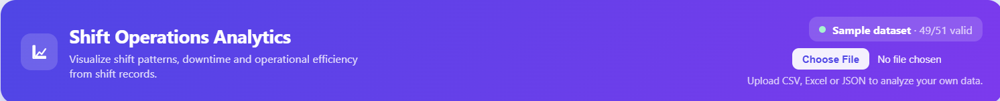 Shift Operations Analytics
Visualize shift patterns, downtime and operational efficiency
from shift records.
Sample dataset · 49/51 valid
Choose File No file chosen
Upload CSV, Excel or JSON to analyze your own data.